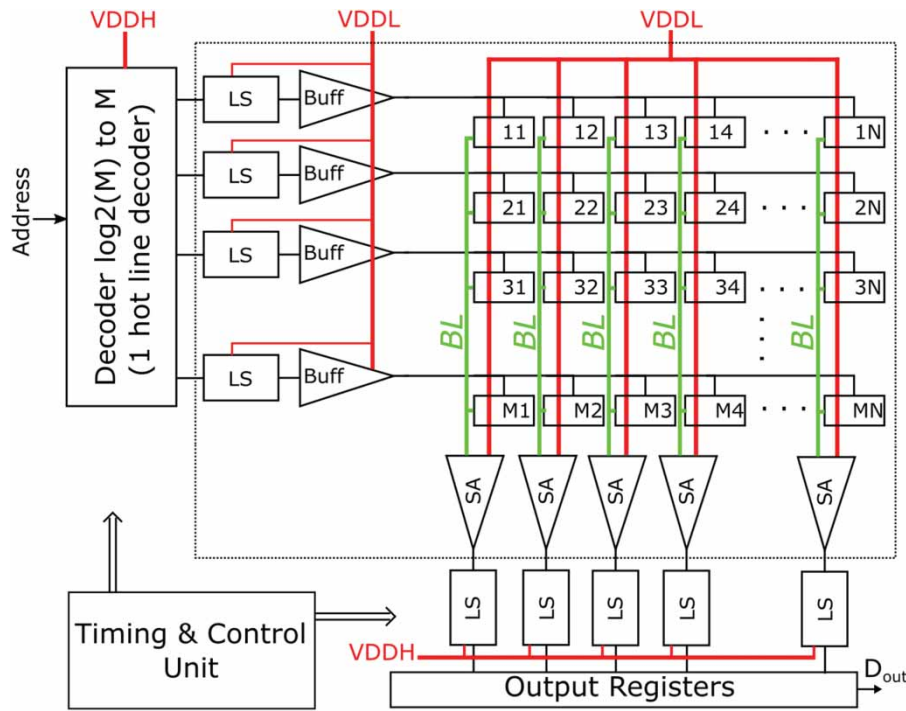 VDDH
VDDL
VDDL
Address
Decoder log2(M) to M
(1 hot line decoder)
LS
Buff
11
12
13
14
· · ·
1N
LS
Buff
21
22
23
24
· · ·
2N
LS
Buff
31
32
33
34
· · ·
3N
BL
BL
BL
BL
BL
LS
Buff
M1
M2
M3
M4
· · ·
MN
SA
SA
SA
SA
SA
LS
LS
LS
LS
LS
Timing & Control
Unit
VDDH
Output Registers
Dout